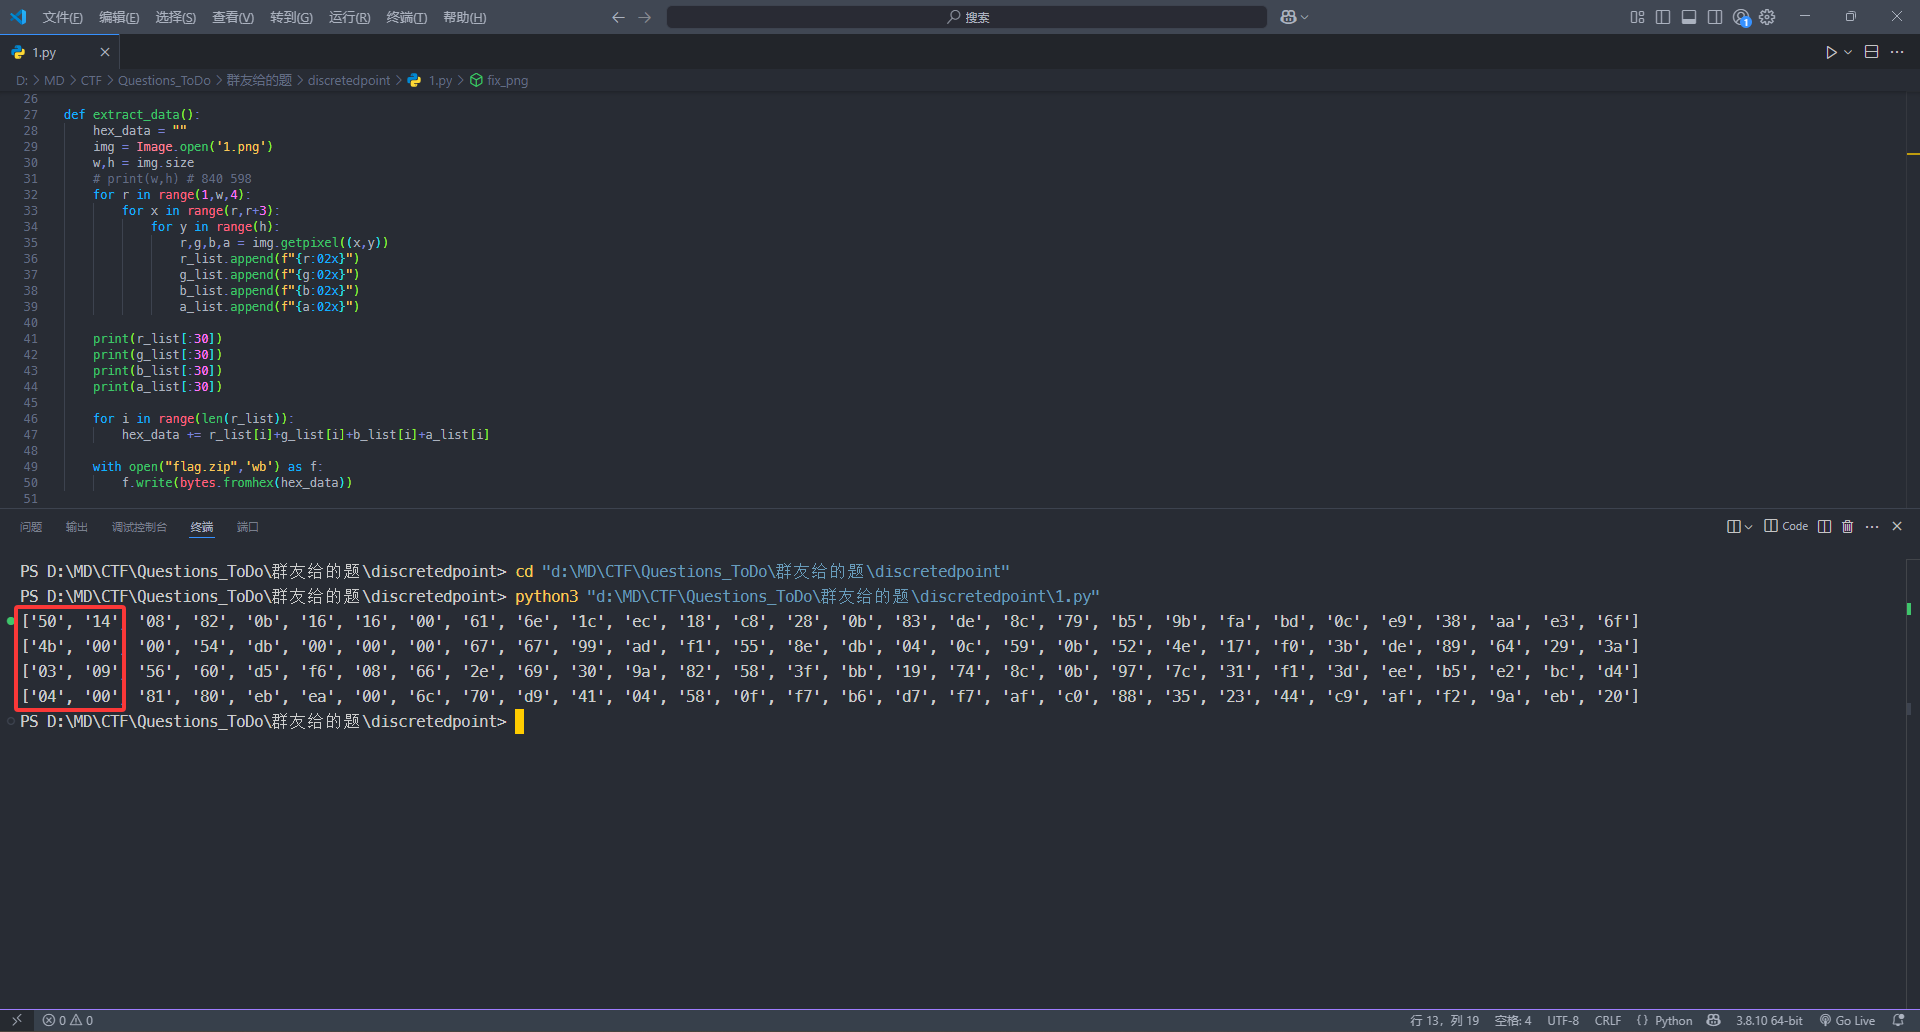 文件(F) 编辑(E) 选择(S) 查看(V) 转到(G) 运行(R) 终端(T) 帮助(H) 搜索
1.py
D: > MD > CTF > Questions_ToDo > 群友给的题 > discretedpoint > 1.py > fix_png
26
27 def extract_data():
28 hex_data = ""
29 img = Image.open('1.png')
30 w,h = img.size
31 # print(w,h) # 840 598
32 for r in range(1,w,4):
33 for x in range(r,r+3):
34 for y in range(h):
35 r,g,b,a = img.getpixel((x,y))
36 r_list.append(f"{r:02x}")
37 g_list.append(f"{g:02x}")
38 b_list.append(f"{b:02x}")
39 a_list.append(f"{a:02x}")
40
41 print(r_list[:30])
42 print(g_list[:30])
43 print(b_list[:30])
44 print(a_list[:30])
45
46 for i in range(len(r_list)):
47 hex_data += r_list[i]+g_list[i]+b_list[i]+a_list[i]
48
49 with open("flag.zip",'wb') as f:
50 f.write(bytes.fromhex(hex_data))
51
问题 输出 调试控制台 终端 端口 Code
PS D:\MD\CTF\Questions_ToDo\群友给的题\discretedpoint> cd "d:\MD\CTF\Questions_ToDo\群友给的题\discretedpoint"
PS D:\MD\CTF\Questions_ToDo\群友给的题\discretedpoint> python3 "d:\MD\CTF\Questions_ToDo\群友给的题\discretedpoint\1.py"
['50', '14', '08', '82', '0b', '16', '16', '00', '61', '6e', '1c', 'ec', '18', 'c8', '28', '0b', '83', 'de', '8c', '79', 'b5', '9b', 'fa', 'bd', '0c', 'e9', '38', 'aa', 'e3', '6f']
['4b', '00', '00', '54', 'db', '00', '00', '00', '67', '67', '99', 'ad', 'f1', '55', '8e', 'db', '04', '0c', '59', '0b', '52', '4e', '17', 'f0', '3b', 'de', '89', '64', '29', '3a']
['03', '09', '56', '60', 'd5', 'f6', '08', '66', '2e', '69', '30', '9a', '82', '58', '3f', 'bb', '19', '74', '8c', '0b', '97', '7c', '31', 'f1', '3d', 'ee', 'b5', 'e2', 'bc', 'd4']
['04', '00', '81', '80', 'eb', 'ea', '00', '6c', '70', 'd9', '41', '04', '58', '0f', 'f7', 'b6', 'd7', 'f7', 'af', 'c0', '88', '35', '23', '44', 'c9', 'af', 'f2', '9a', 'eb', '20']
PS D:\MD\CTF\Questions_ToDo\群友给的题\discretedpoint>
0 0 行 13, 列 19 空格: 4 UTF-8 CRLF {} Python 3.8.10 64-bit Go Live